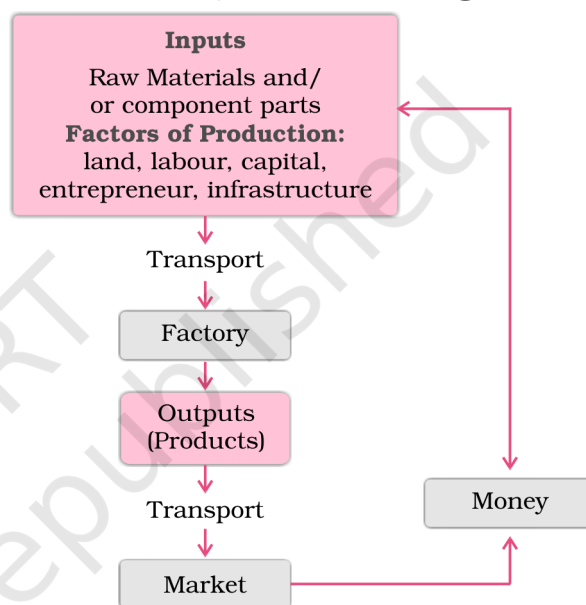 Inputs
Raw Materials and/
or component parts
Factors of Production:
land, labour, capital,
entrepreneur, infrastructure
Transport
Factory
Outputs
(Products)
Transport
Market
Money
republished